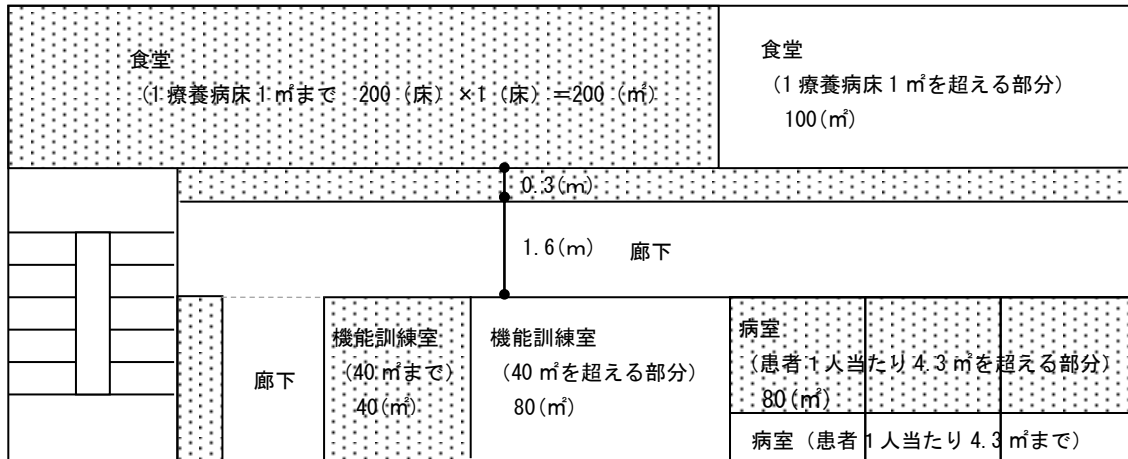 食堂
(1 療養病床 1 ㎡まで 200(床)×1(床)=200(㎡)
食堂
(1 療養病床 1 ㎡を超える部分)
100(㎡)
0.3(m)
1.6(m)
廊下
廊下
機能訓練室
(40 ㎡まで)
40(㎡)
機能訓練室
(40 ㎡を超える部分)
80(㎡)
病室
(患者 1 人当たり 4.3 ㎡を超える部分)
80(㎡)
病室(患者 1 人当たり 4.3 ㎡まで)